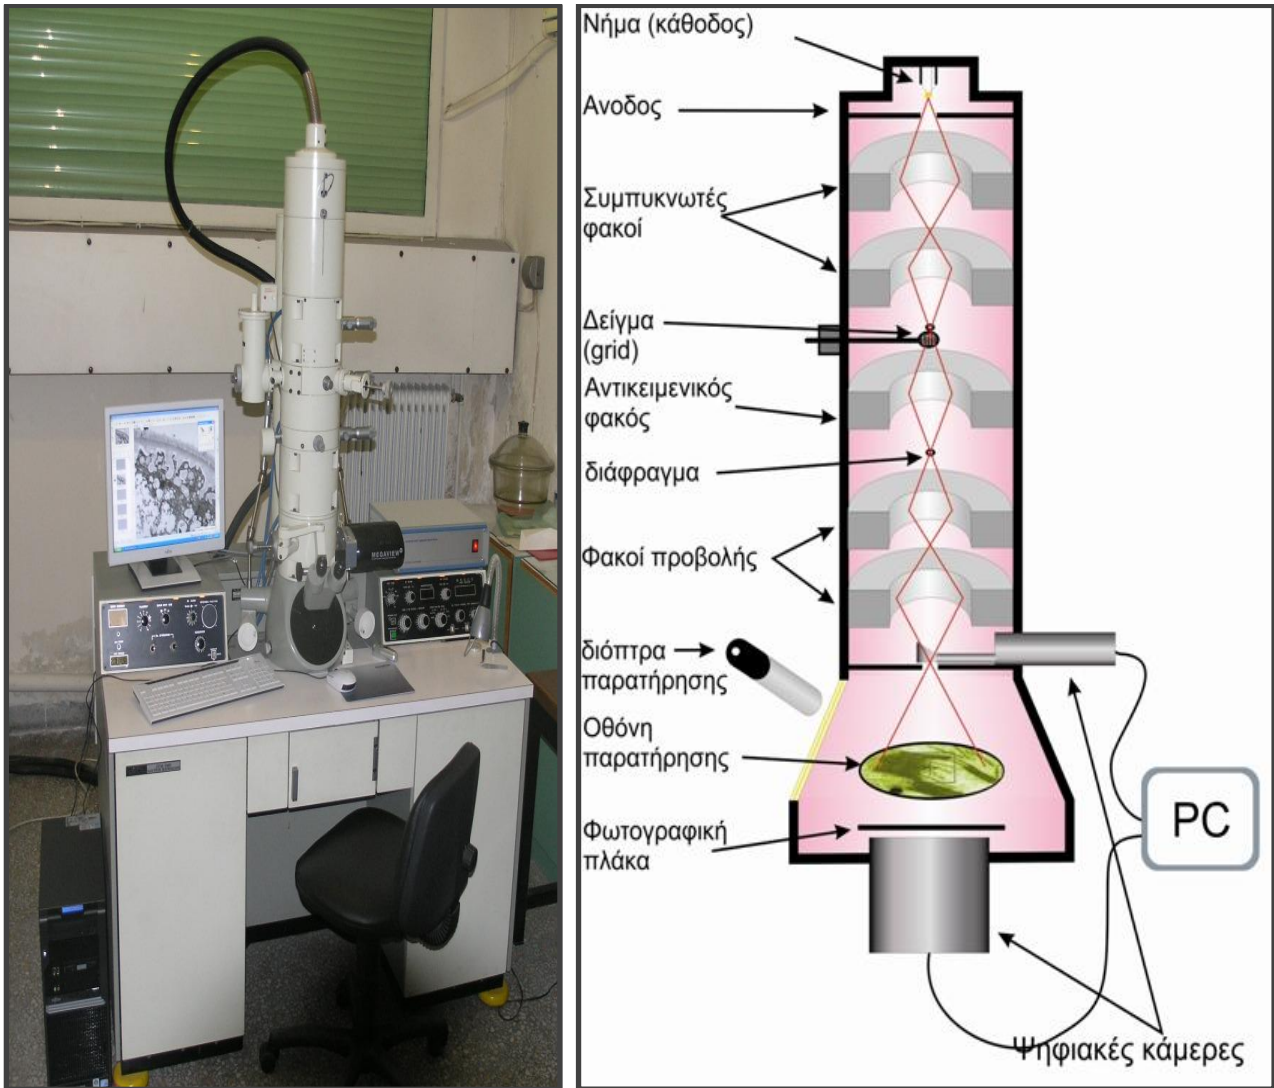 MEGAVIEW
Νήμα (κάθοδος)
Ανοδος
Συμπυκνωτές
φακοί
Δείγμα
(grid)
Αντικειμενικός
φακός
διάφραγμα
Φακοί προβολής
διόπτρα
παρατήρησης
Οθόνη
παρατήρησης
Φωτογραφική
πλάκα
PC
Ψηφιακές κάμερες